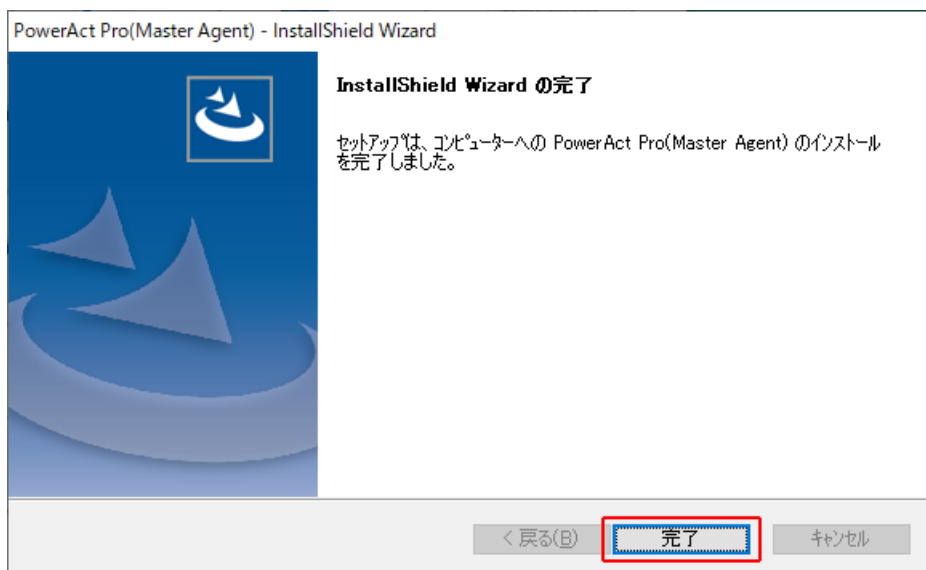 PowerAct Pro(Master Agent) - InstallShield Wizard
InstallShield Wizard の完了
セットアップは、コンピューターへの PowerAct Pro(Master Agent) のインストール
を完了しました。
< 戻る(B)
完了
キャンセル